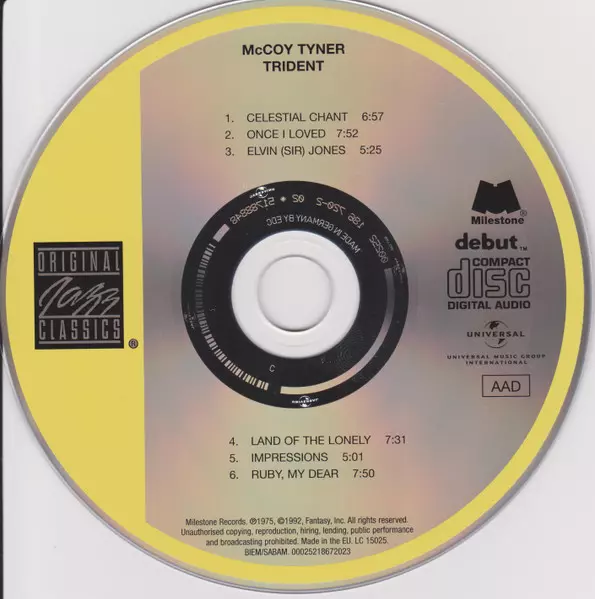 McCOY TYNER
TRIDENT
1. CELESTIAL CHANT 6:57
2. ONCE I LOVED 7:52
3. ELVIN (SIR) JONES 5:25
Milestone®
debut™
COMPACT
disc
DIGITAL AUDIO
UNIVERSAL
UNIVERSAL MUSIC GROUP
INTERNATIONAL
AAD
ORIGINAL
Jazz
CLASSICS®
MADE IN GERMANY BY EDC
C
UNIVERSAL
4. LAND OF THE LONELY 7:31
5. IMPRESSIONS 5:01
6. RUBY, MY DEAR 7:50
Milestone Records. ℗1975, ©1992, Fantasy, Inc. All rights reserved.
Unauthorised copying, reproduction, hiring, lending, public performance
and broadcasting prohibited. Made in the EU. LC 15025.
BIEM/SABAM. 00025218672023